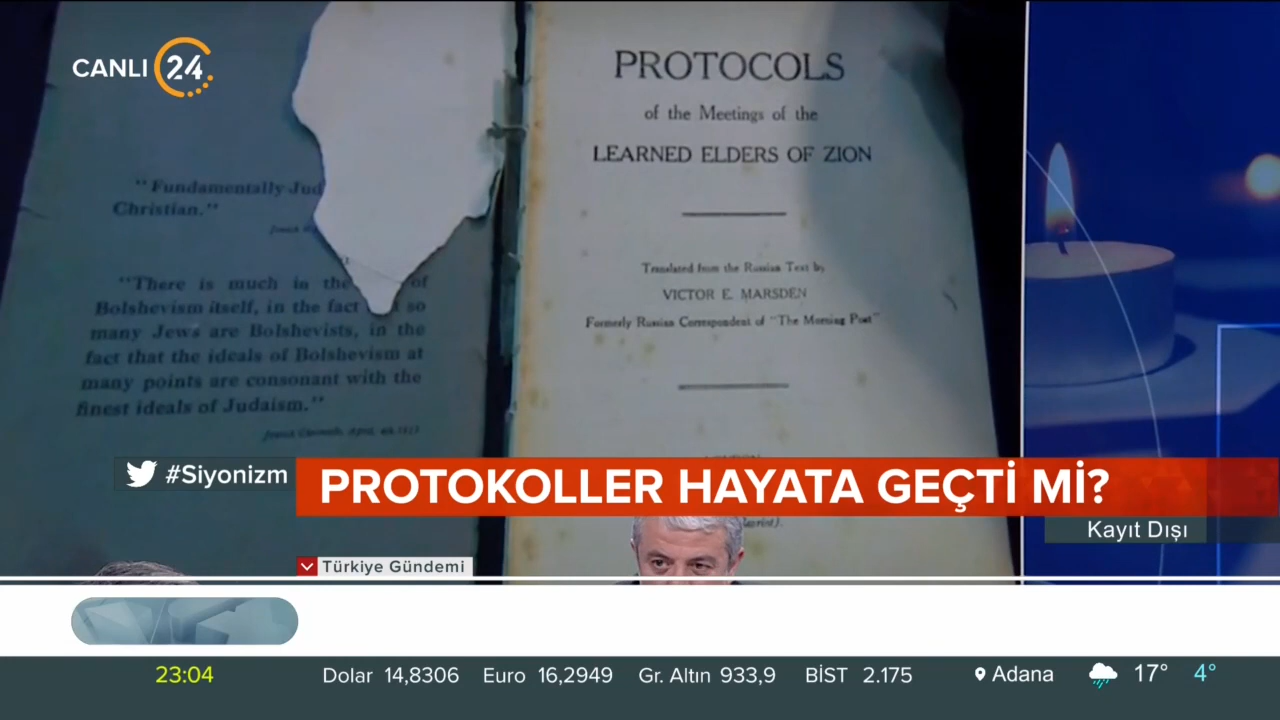 CANLI 24
"Fundamentally Jud
Christian."
"There is much in the of
Bolshevism itself, in the fact so
many Jews are Bolshevists, in the
fact that the ideals of Bolshevism at
many points are consonant with the
finest ideals of Judaism."
PROTOCOLS
of the Meetings of the
LEARNED ELDERS OF ZION
Translated from the Russian Text by
VICTOR E. MARSDEN
Formerly Russian Correspondent of "The Morning Post"
#Siyonizm
PROTOKOLLER HAYATA GEÇTİ Mİ?
Kayıt Dışı
Türkiye Gündemi
23:04 Dolar 14,8306 Euro 16,2949 Gr. Altın 933,9 BİST 2.175 Adana 17° 4°